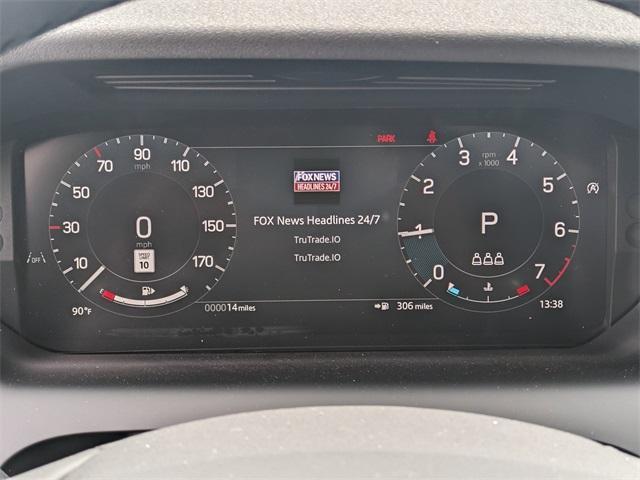 PARK
70
90
mph
110
50
130
30
150
10
170
0
mph
SPEED
LIMIT
10
OFF
E
F
90°F
000014 miles
FOX NEWS
HEADLINES 24/7
FOX News Headlines 24/7
TruTrade.IO
TruTrade.IO
306 miles
3
rpm
x 1000
4
2
5
1
6
0
7
P
A
13:38